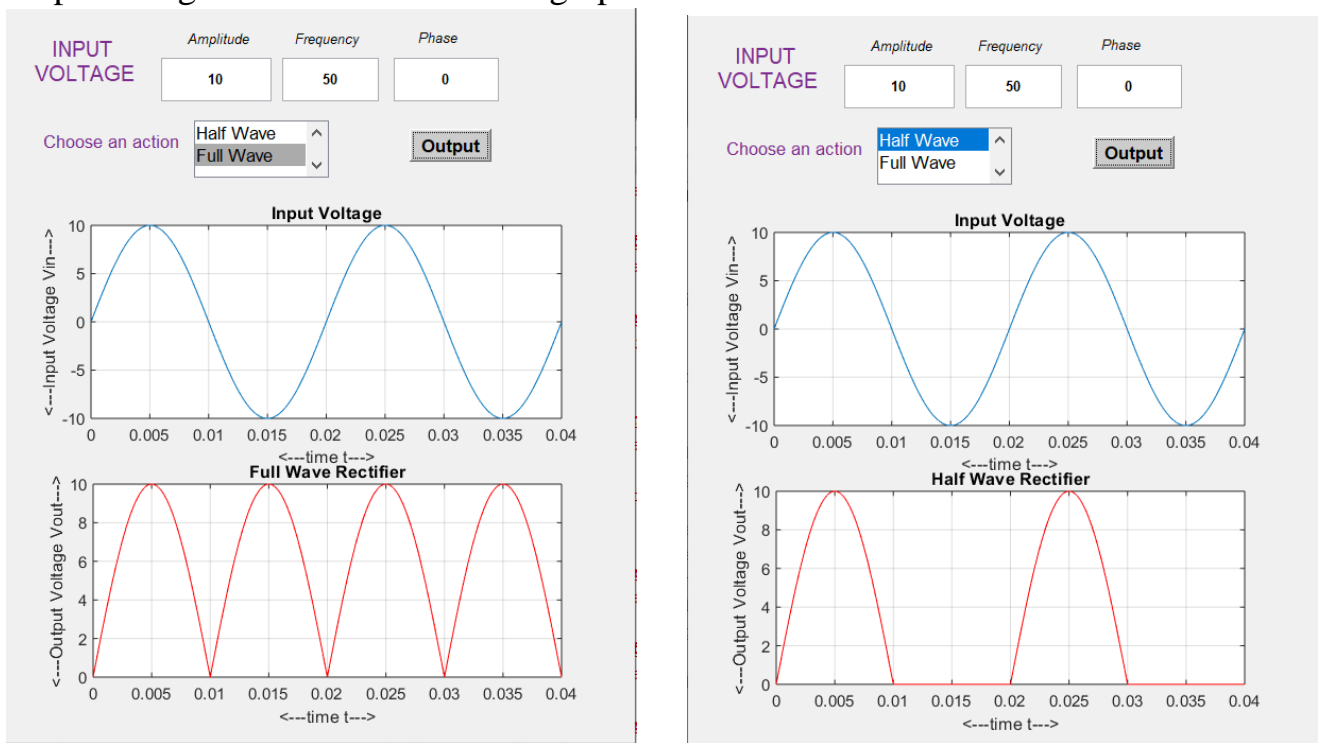 INPUT
VOLTAGE
Amplitude Frequency Phase
10 50 0
Choose an action
Half Wave
Full Wave
Output
Input Voltage
<---Input Voltage Vin--->
10
5
0
-5
-10
0 0.005 0.01 0.015 0.02 0.025 0.03 0.035 0.04
<---time t--->
Full Wave Rectifier
<---Output Voltage Vout--->
10
8
6
4
2
0
0 0.005 0.01 0.015 0.02 0.025 0.03 0.035 0.04
<---time t--->
INPUT
VOLTAGE
Amplitude Frequency Phase
10 50 0
Choose an action
Half Wave
Full Wave
Output
Input Voltage
<---Input Voltage Vin--->
10
5
0
-5
-10
0 0.005 0.01 0.015 0.02 0.025 0.03 0.035 0.04
<---time t--->
Half Wave Rectifier
<---Output Voltage Vout--->
10
8
6
4
2
0
0 0.005 0.01 0.015 0.02 0.025 0.03 0.035 0.04
<---time t--->